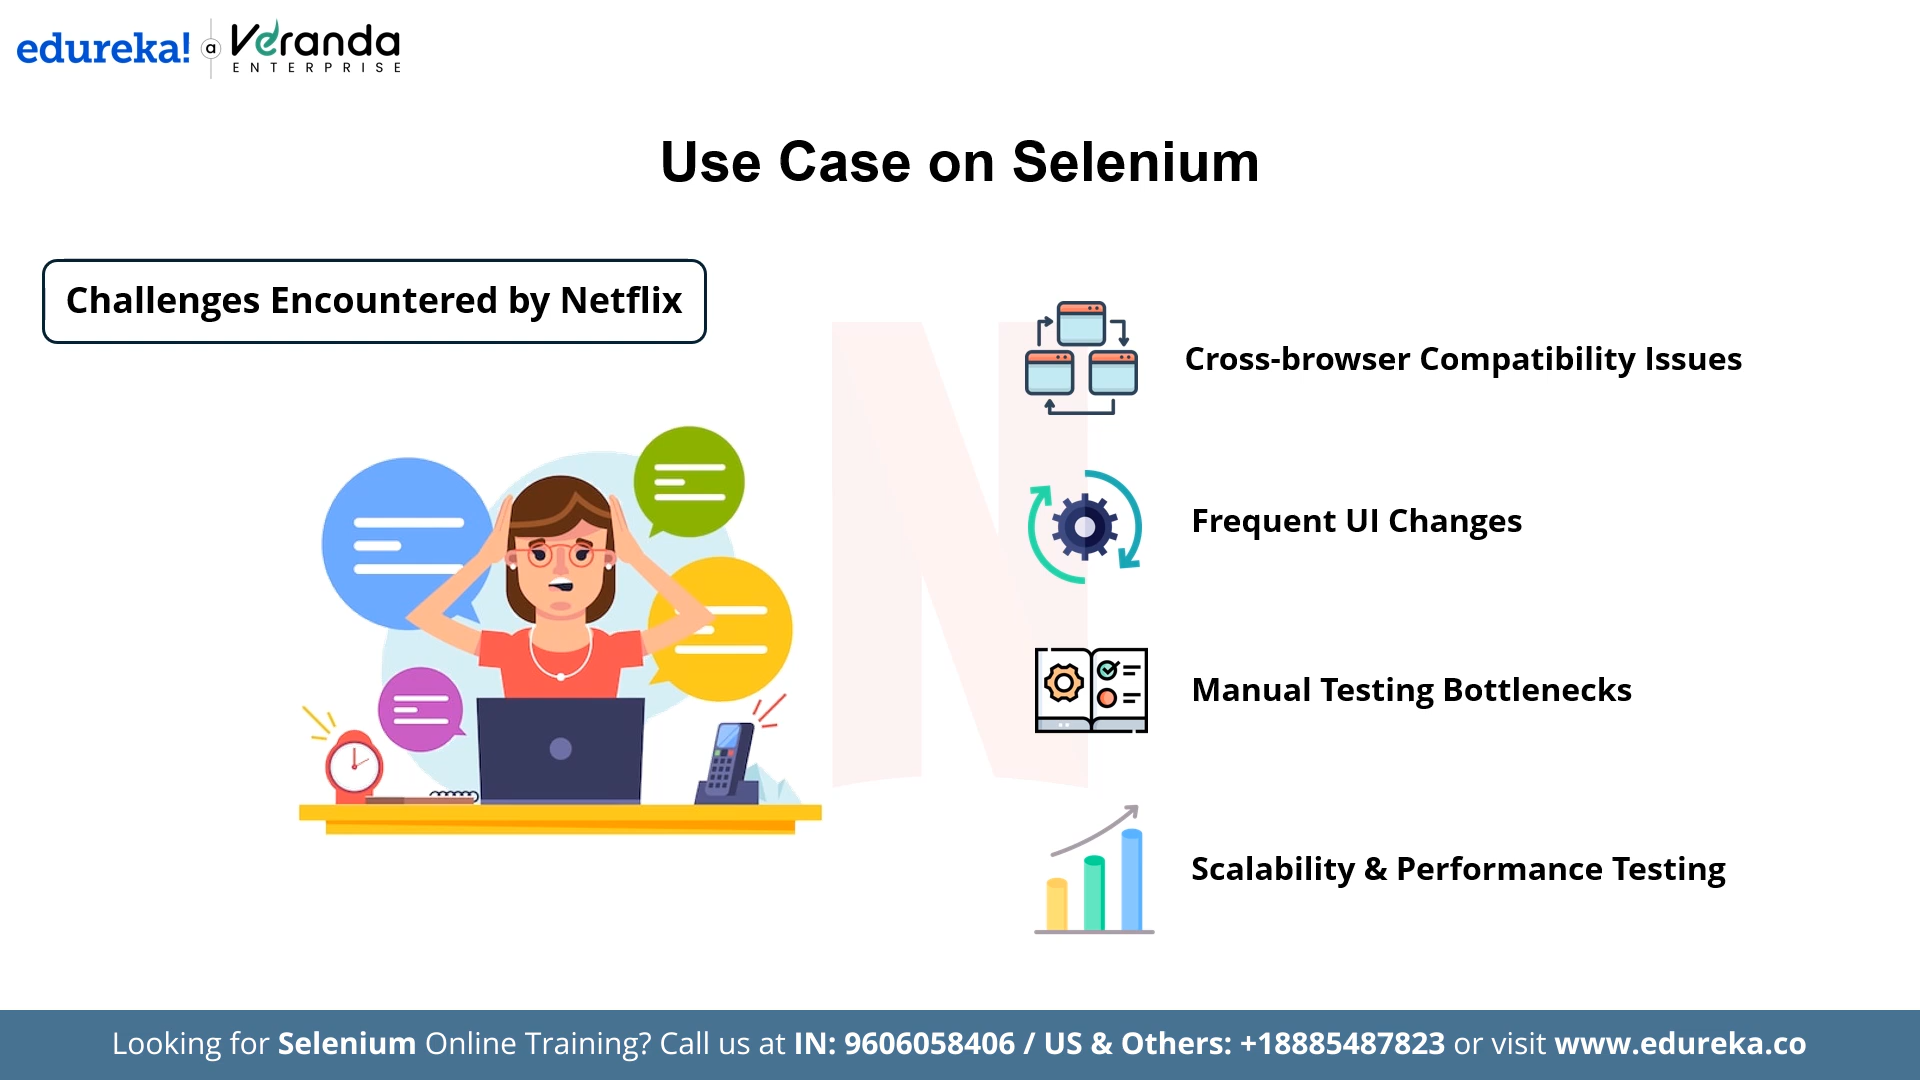 edureka! a Veranda
ENTERPRISE
Use Case on Selenium
Challenges Encountered by Netflix
Cross-browser Compatibility Issues
Frequent UI Changes
Manual Testing Bottlenecks
Scalability & Performance Testing
Looking for Selenium Online Training? Call us at IN: 9606058406 / US & Others: +18885487823 or visit www.edureka.co